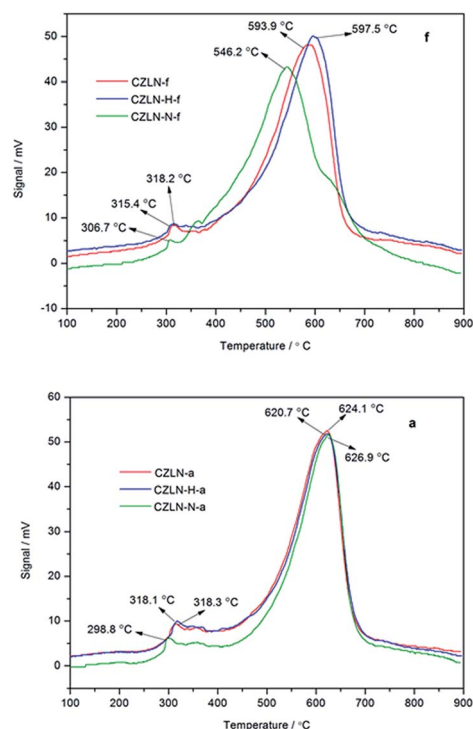 593.9 °C
597.5 °C
f
50
546.2 °C
CZLN-f
40
CZLN-H-f
CZLN-N-f
30
Signal / mV
20
318.2 °C
315.4 °C
10
306.7 °C
0
-10
100 200 300 400 500 600 700 800 900
Temperature / ° C
60
620.7 °C 624.1 °C a
50
626.9 °C
CZLN-a
CZLN-H-a
40
CZLN-N-a
30
Signal / mV
20
318.1 °C
318.3 °C
298.8 °C
10
0
100 200 300 400 500 600 700 800 900
Temperature / ° C